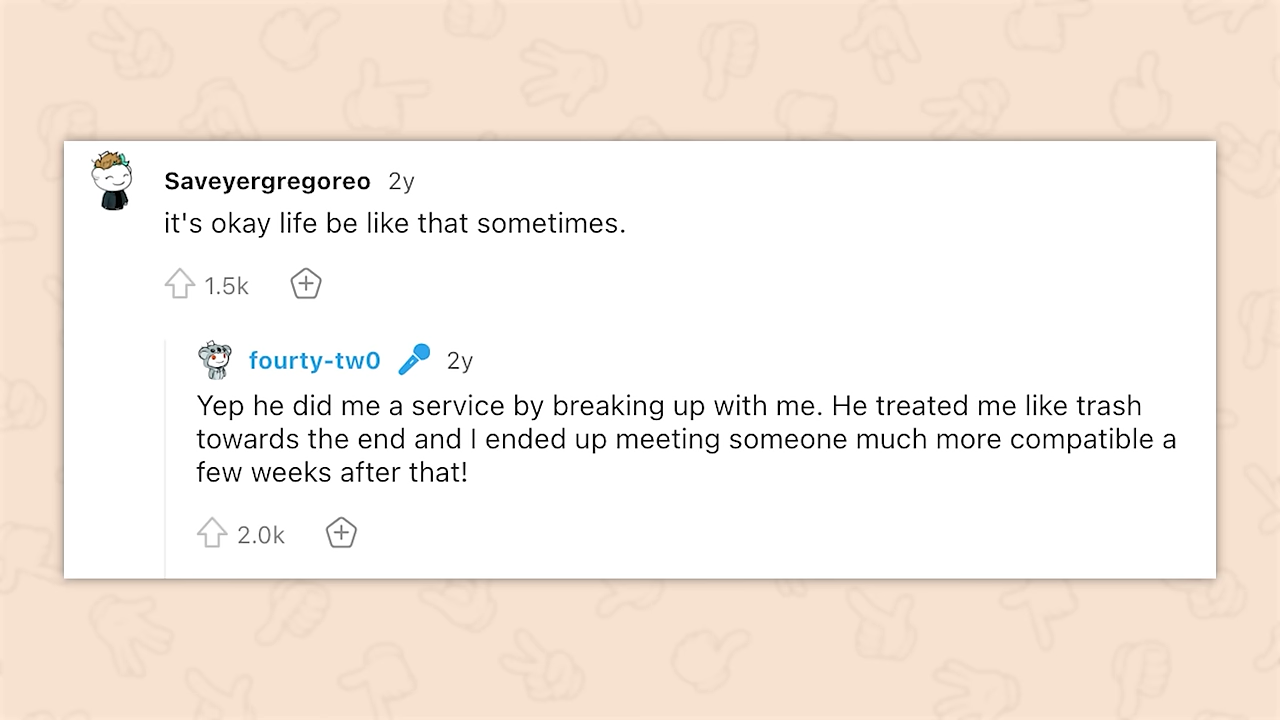 Saveyergregoreo 2y
it's okay life be like that sometimes.
1.5k
fourty-tw0 2y
Yep he did me a service by breaking up with me. He treated me like trash
towards the end and I ended up meeting someone much more compatible a
few weeks after that!
2.0k